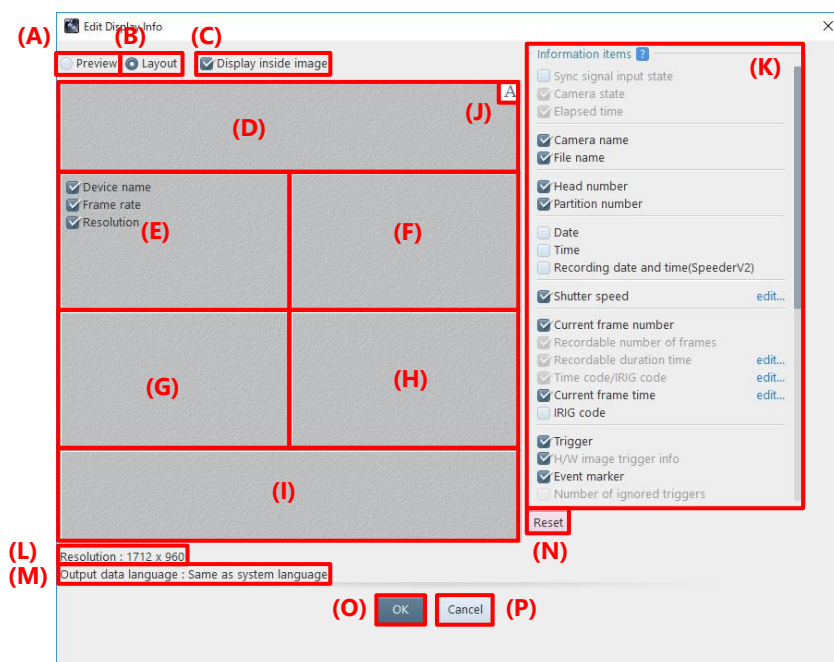 Edit Display Info
(A) (B) (C)
Preview Layout Display inside image
Information items ? (K)
Sync signal input state
Camera state
Elapsed time
Camera name
File name
Head number
Partition number
Date
Time
Recording date and time(SpeederV2)
Shutter speed edit...
Current frame number
Recordable number of frames
Recordable duration time edit...
Time code/IRIG code edit...
Current frame time edit...
IRIG code
Trigger
H/W image trigger info
Event marker
Number of ignored triggers
A
(J)
(D)
Device name
Frame rate
Resolution
(E) (F)
(G) (H)
(I)
Reset
(N)
(L) Resolution : 1712 x 960
(M) Output data language : Same as system language
(O) OK Cancel (P)